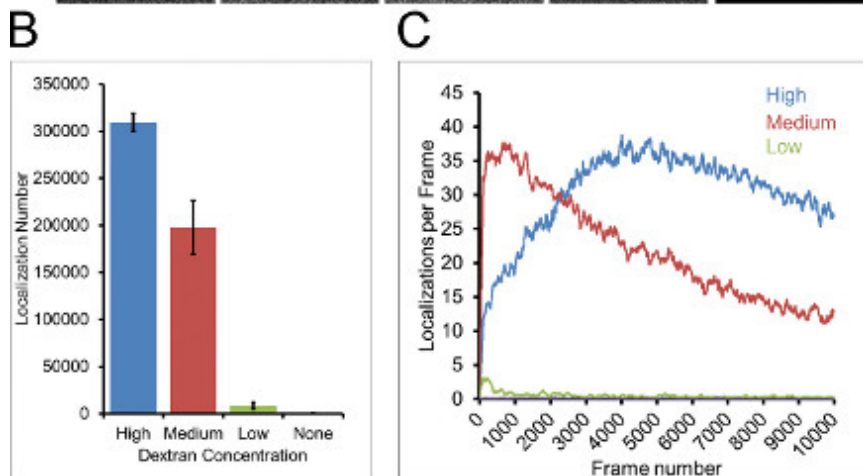 B
350000
300000
250000
200000
150000
100000
50000
0
Localization Number
High Medium Low None
Dextran Concentration
C
45
40
35
30
25
20
15
10
5
0
Localizations per Frame
High
Medium
Low
0 1000 2000 3000 4000 5000 6000 7000 8000 9000 10000
Frame number